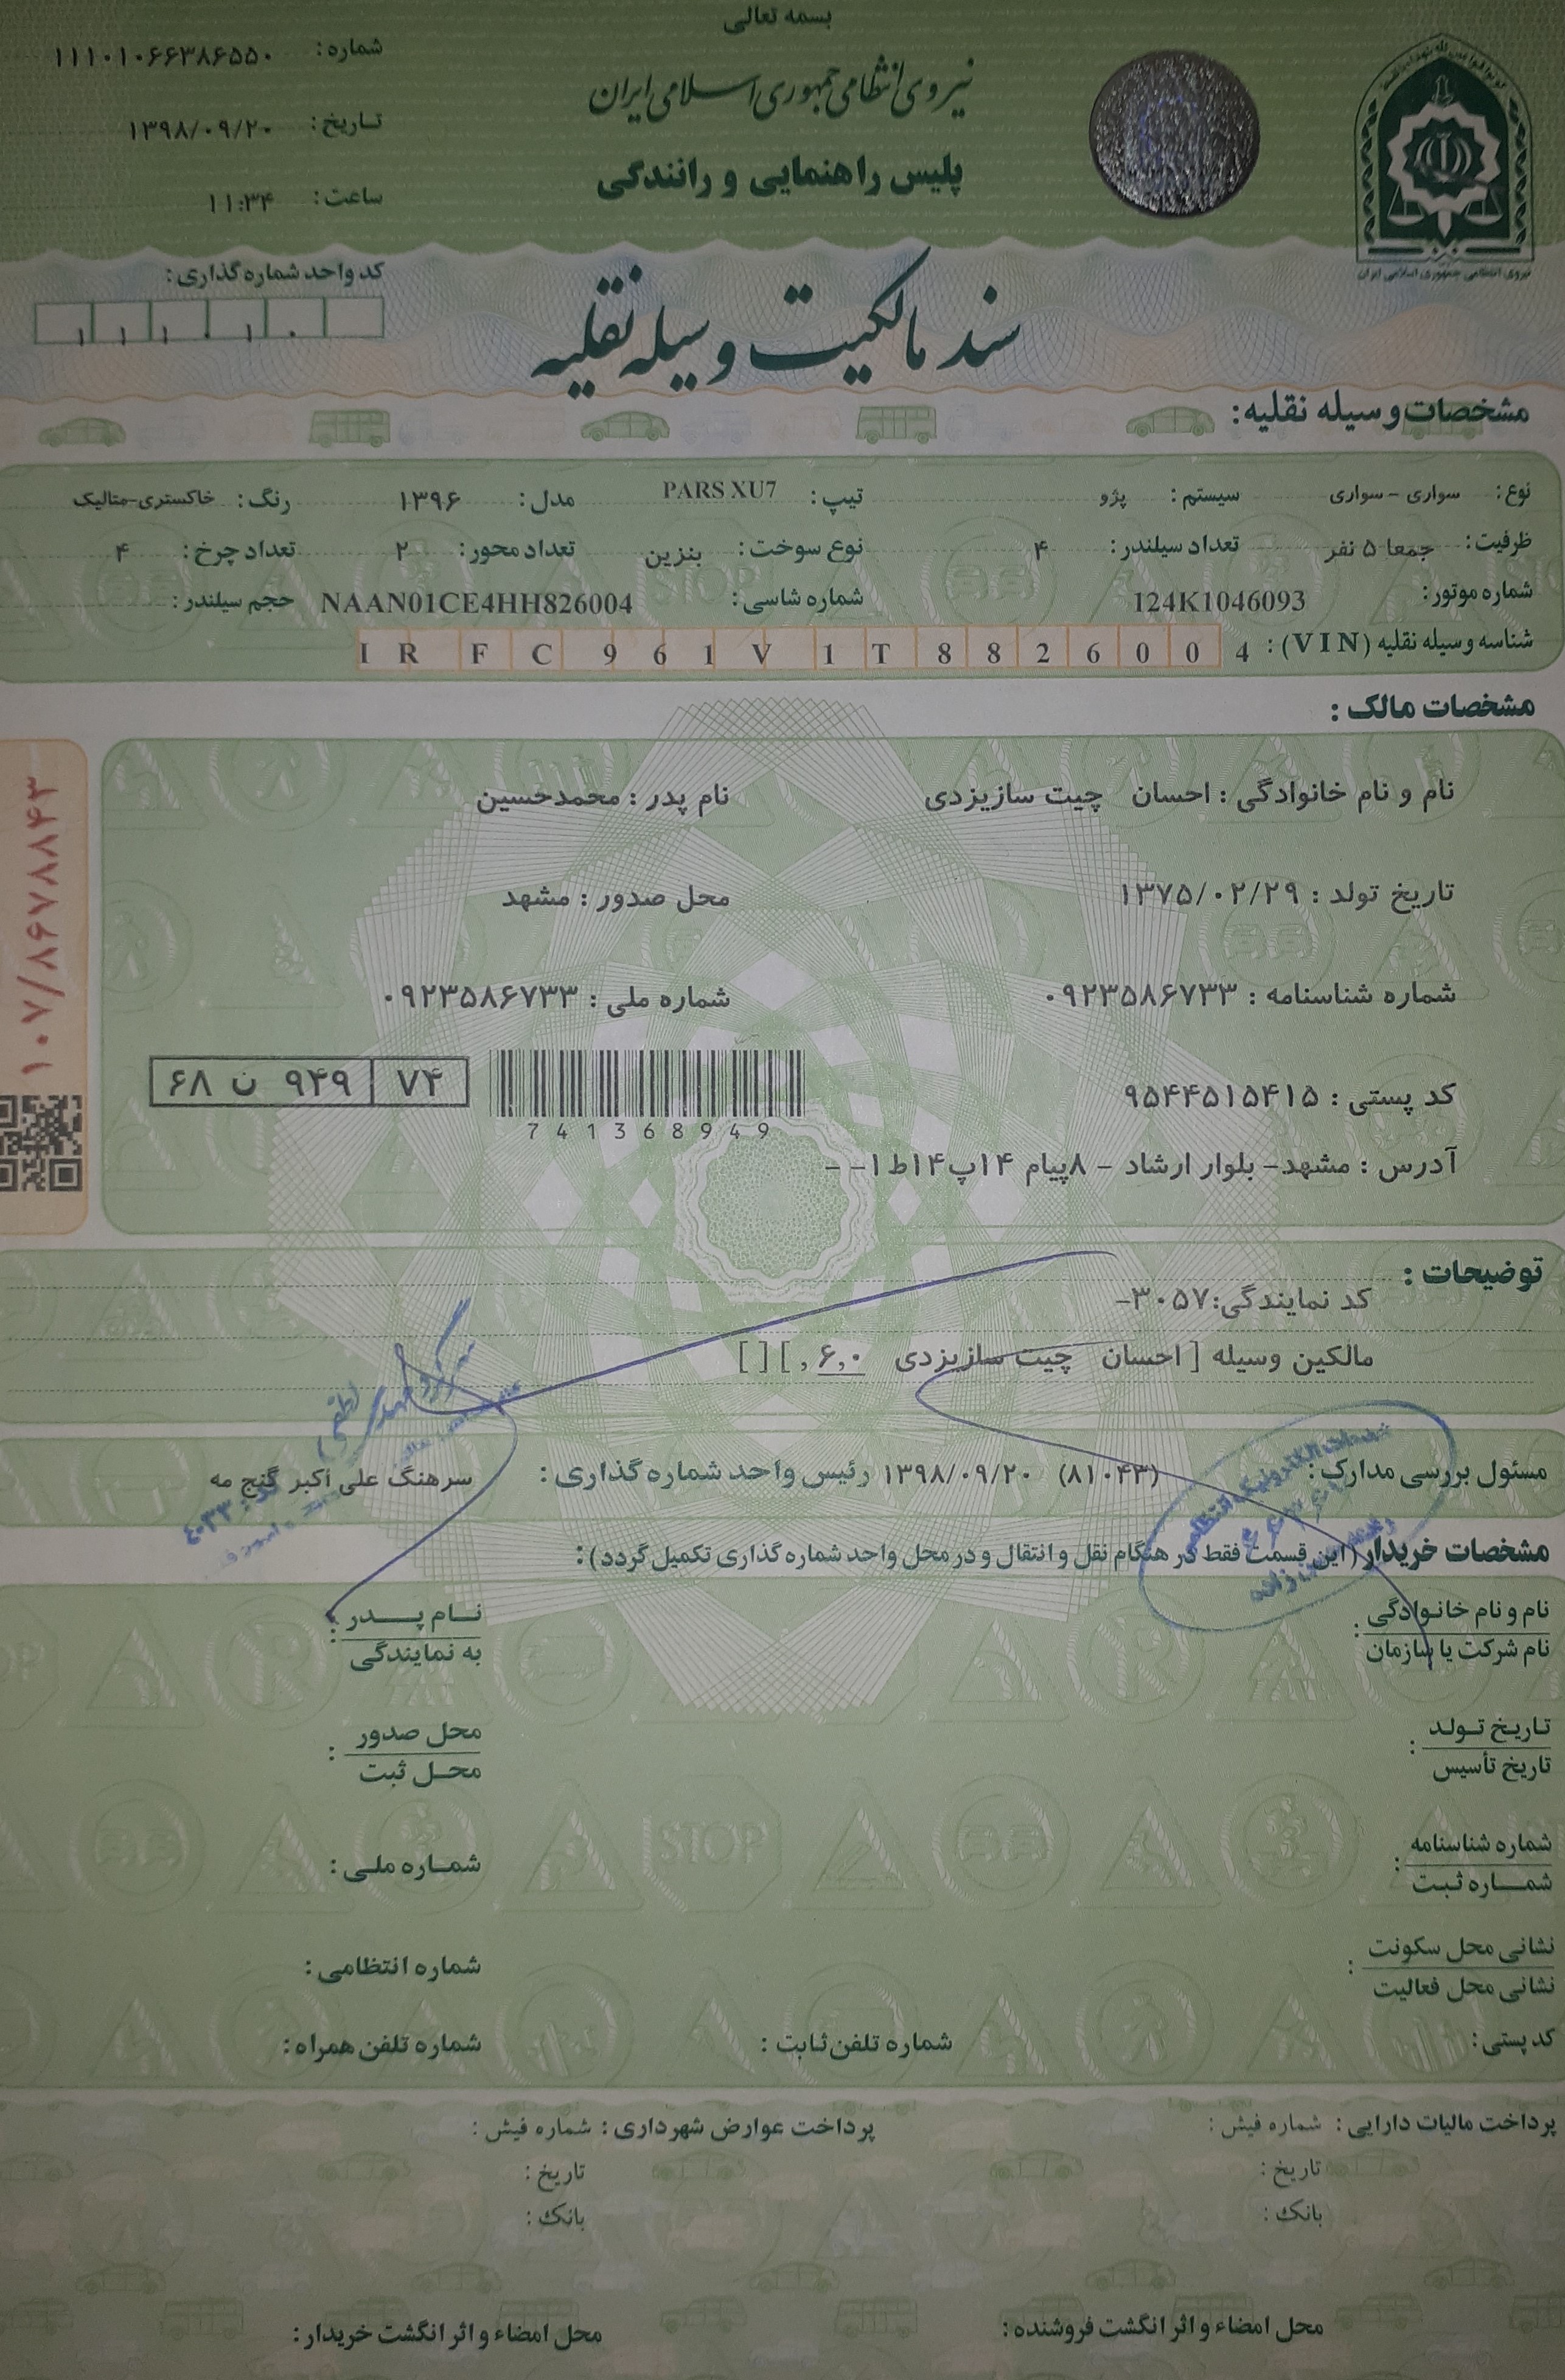 بسمه تعالی
نیروی انتظامی جمهوری اسلامی ایران
پلیس راهنمایی و رانندگی
شماره: ۱۱۱۰۱۰۶۶۳۸۶۵۵۰
تاریخ: ۱۳۹۸/۰۹/۲۰
ساعت: ۱۱:۳۴
نیروی انتظامی جمهوری اسلامی ایران
کد واحد شماره گذاری:
۱ ۱ ۱ ۰ ۱ ۰
سند مالکیت وسیله نقلیه
مشخصات وسیله نقلیه:
نوع: سواری - سواری سیستم: پژو تیپ: PARS XU7 مدل: ۱۳۹۶ رنگ: خاکستری-متالیک
ظرفیت: جمعا ۵ نفر تعداد سیلندر: ۴ نوع سوخت: بنزین تعداد محور: ۲ تعداد چرخ: ۴
شماره موتور: 124K1046093 شماره شاسی: NAAN01CE4HH826004 حجم سیلندر:
شناسه وسیله نقلیه (VIN): I R F C 9 6 1 V 1 T 8 8 2 6 0 0 4
مشخصات مالک:
نام و نام خانوادگی : احسان چیت سازیزدی نام پدر : محمدحسین
تاریخ تولد : ۱۳۷۵/۰۲/۲۹ محل صدور : مشهد
شماره شناسنامه : ۰۹۲۳۵۸۶۷۳۳ شماره ملی : ۰۹۲۳۵۸۶۷۳۳
کد پستی : ۹۵۴۴۵۱۵۴۱۵
۶۸ ن ۹۴۹ ۷۴
741368949
آدرس : مشهد- بلوار ارشاد - ۸پیام ۱۴پ۱۴ط۱- -
۱۰۷/۸۶۷۸۸۴۳
توضیحات :
کد نمایندگی:۳۰۵۷-
مالکین وسیله [ احسان چیت سازیزدی ۶,۰ ,[ ] [ ]
مسئول بررسی مدارک: (۸۱۰۴۳) ۱۳۹۸/۰۹/۲۰ رئیس واحد شماره گذاری: سرهنگ علی اکبر گنج مه
مشخصات خریدار (این قسمت فقط در هنگام نقل و انتقال و در محل واحد شماره گذاری تکمیل گردد):
نام و نام خانوادگی نام پدر
نام شرکت یا سازمان : به نمایندگی :
تاریخ تولد محل صدور
تاریخ تأسیس : محل ثبت :
شماره شناسنامه
شماره ثبت : شماره ملی :
نشانی محل سکونت
نشانی محل فعالیت : شماره انتظامی :
کد پستی: شماره تلفن ثابت : شماره تلفن همراه :
پرداخت مالیات دارایی : شماره فیش : پرداخت عوارض شهرداری : شماره فیش :
تاریخ : تاریخ :
بانک : بانک :
محل امضاء و اثر انگشت فروشنده : محل امضاء و اثر انگشت خریدار: